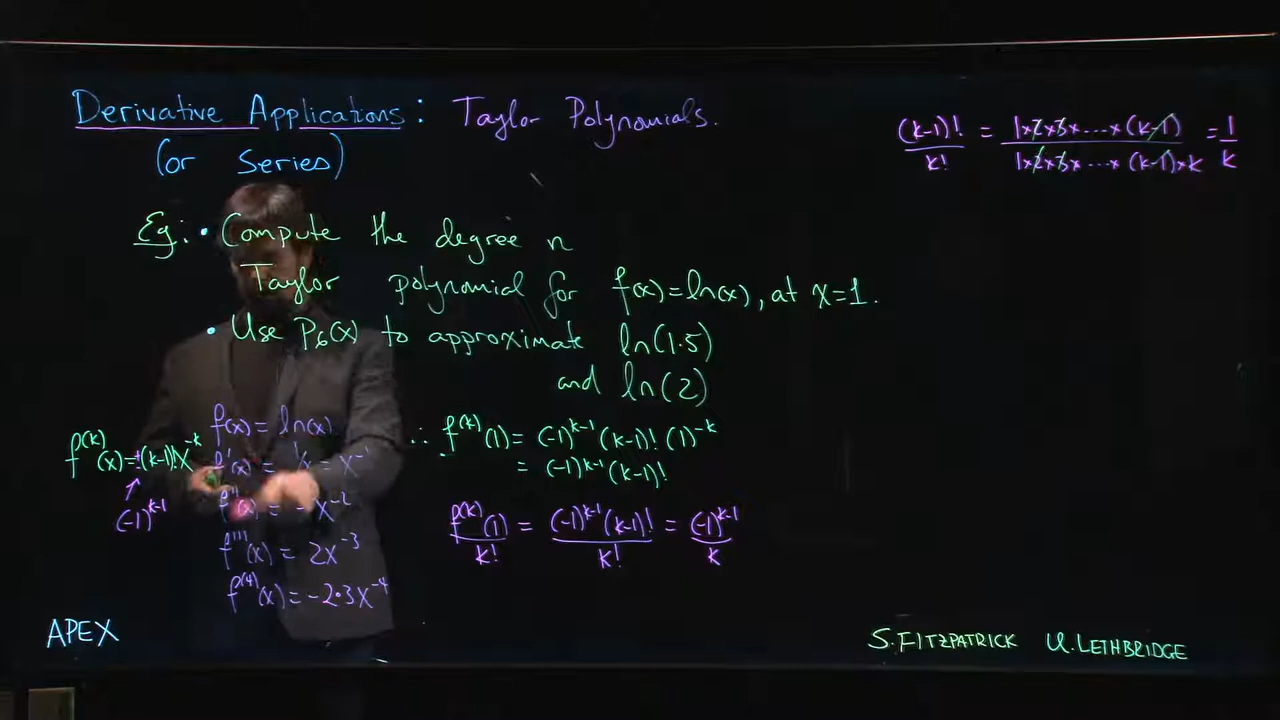 Derivative Applications: Taylor Polynomials.
(or Series)
(k-1)!/k! = 1×2×3×...×(k-1)/1×2×3×...×(k-1)×k = 1/k
Eg: • Compute the degree n
Taylor polynomial for f(x)=ln(x), at x=1.
• Use P₆(x) to approximate ln(1.5)
and ln(2)
f(x) = ln(x)
f'(x) = 1/x = x⁻¹
f''(x) = -x⁻²
f'''(x) = 2x⁻³
f⁽⁴⁾(x) = -2·3x⁻⁴
f⁽ᵏ⁾(x)=±(k-1)!x⁻ᵏ
↑
(-1)ᵏ⁻¹
∴ f⁽ᵏ⁾(1) = (-1)ᵏ⁻¹(k-1)!(1)⁻ᵏ
= (-1)ᵏ⁻¹(k-1)!
f⁽ᵏ⁾(1)/k! = (-1)ᵏ⁻¹(k-1)!/k! = (-1)ᵏ⁻¹/k
APEX
S.FITZPATRICK U.LETHBRIDGE